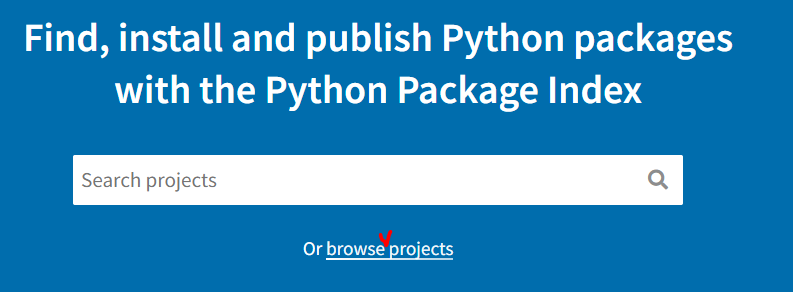 Find, install and publish Python packages
with the Python Package Index
Search projects
Or browse projects